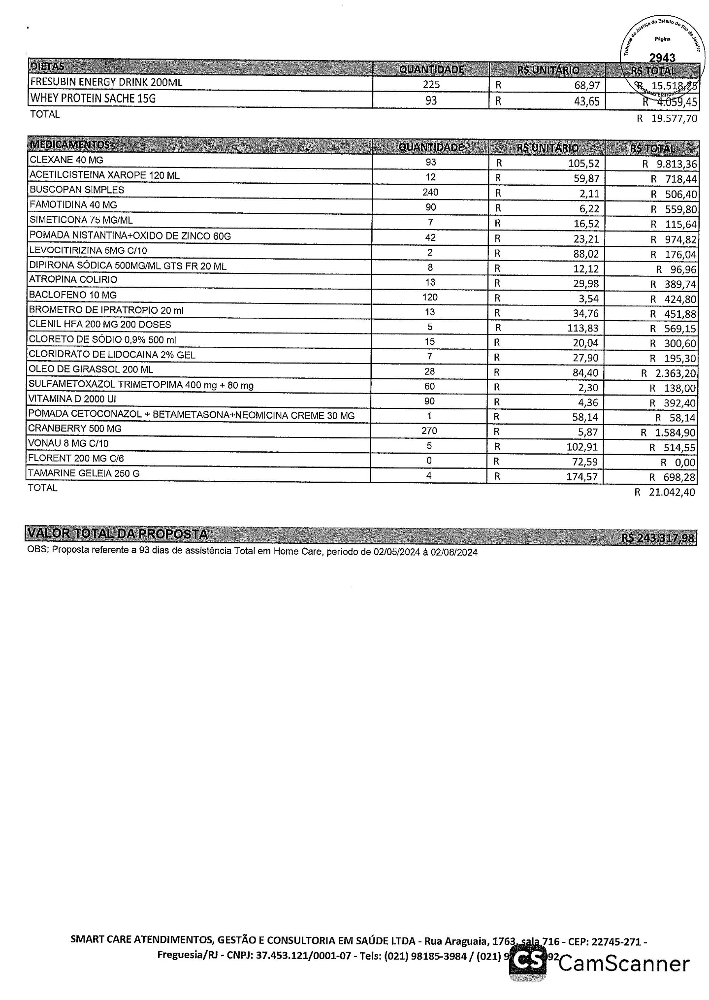 Tribunal de Justiça do Estado do Rio de Janeiro
Página
2943
Carimbado Eletronicamente
DIETAS QUANTIDADE R$ UNITÁRIO R$ TOTAL
FRESUBIN ENERGY DRINK 200ML 225 R 68,97 R 15.518,25
WHEY PROTEIN SACHE 15G 93 R 43,65 R 4.059,45
TOTAL R 19.577,70
MEDICAMENTOS QUANTIDADE R$ UNITÁRIO R$ TOTAL
CLEXANE 40 MG 93 R 105,52 R 9.813,36
ACETILCISTEINA XAROPE 120 ML 12 R 59,87 R 718,44
BUSCOPAN SIMPLES 240 R 2,11 R 506,40
FAMOTIDINA 40 MG 90 R 6,22 R 559,80
SIMETICONA 75 MG/ML 7 R 16,52 R 115,64
POMADA NISTANTINA+OXIDO DE ZINCO 60G 42 R 23,21 R 974,82
LEVOCITIRIZINA 5MG C/10 2 R 88,02 R 176,04
DIPIRONA SÓDICA 500MG/ML GTS FR 20 ML 8 R 12,12 R 96,96
ATROPINA COLIRIO 13 R 29,98 R 389,74
BACLOFENO 10 MG 120 R 3,54 R 424,80
BROMETRO DE IPRATROPIO 20 ml 13 R 34,76 R 451,88
CLENIL HFA 200 MG 200 DOSES 5 R 113,83 R 569,15
CLORETO DE SÓDIO 0,9% 500 ml 15 R 20,04 R 300,60
CLORIDRATO DE LIDOCAINA 2% GEL 7 R 27,90 R 195,30
OLEO DE GIRASSOL 200 ML 28 R 84,40 R 2.363,20
SULFAMETOXAZOL TRIMETOPIMA 400 mg + 80 mg 60 R 2,30 R 138,00
VITAMINA D 2000 UI 90 R 4,36 R 392,40
POMADA CETOCONAZOL + BETAMETASONA+NEOMICINA CREME 30 MG 1 R 58,14 R 58,14
CRANBERRY 500 MG 270 R 5,87 R 1.584,90
VONAU 8 MG C/10 5 R 102,91 R 514,55
FLORENT 200 MG C/6 0 R 72,59 R 0,00
TAMARINE GELEIA 250 G 4 R 174,57 R 698,28
TOTAL R 21.042,40
VALOR TOTAL DA PROPOSTA R$ 243.317,98
OBS: Proposta referente a 93 dias de assistência Total em Home Care, período de 02/05/2024 à 02/08/2024
SMART CARE ATENDIMENTOS, GESTÃO E CONSULTORIA EM SAÚDE LTDA - Rua Araguaia, 1763, sala 716 - CEP: 22745-271 -
Freguesia/RJ - CNPJ: 37.453.121/0001-07 - Tels: (021) 98185-3984 / (021) 9 92
CS CamScanner